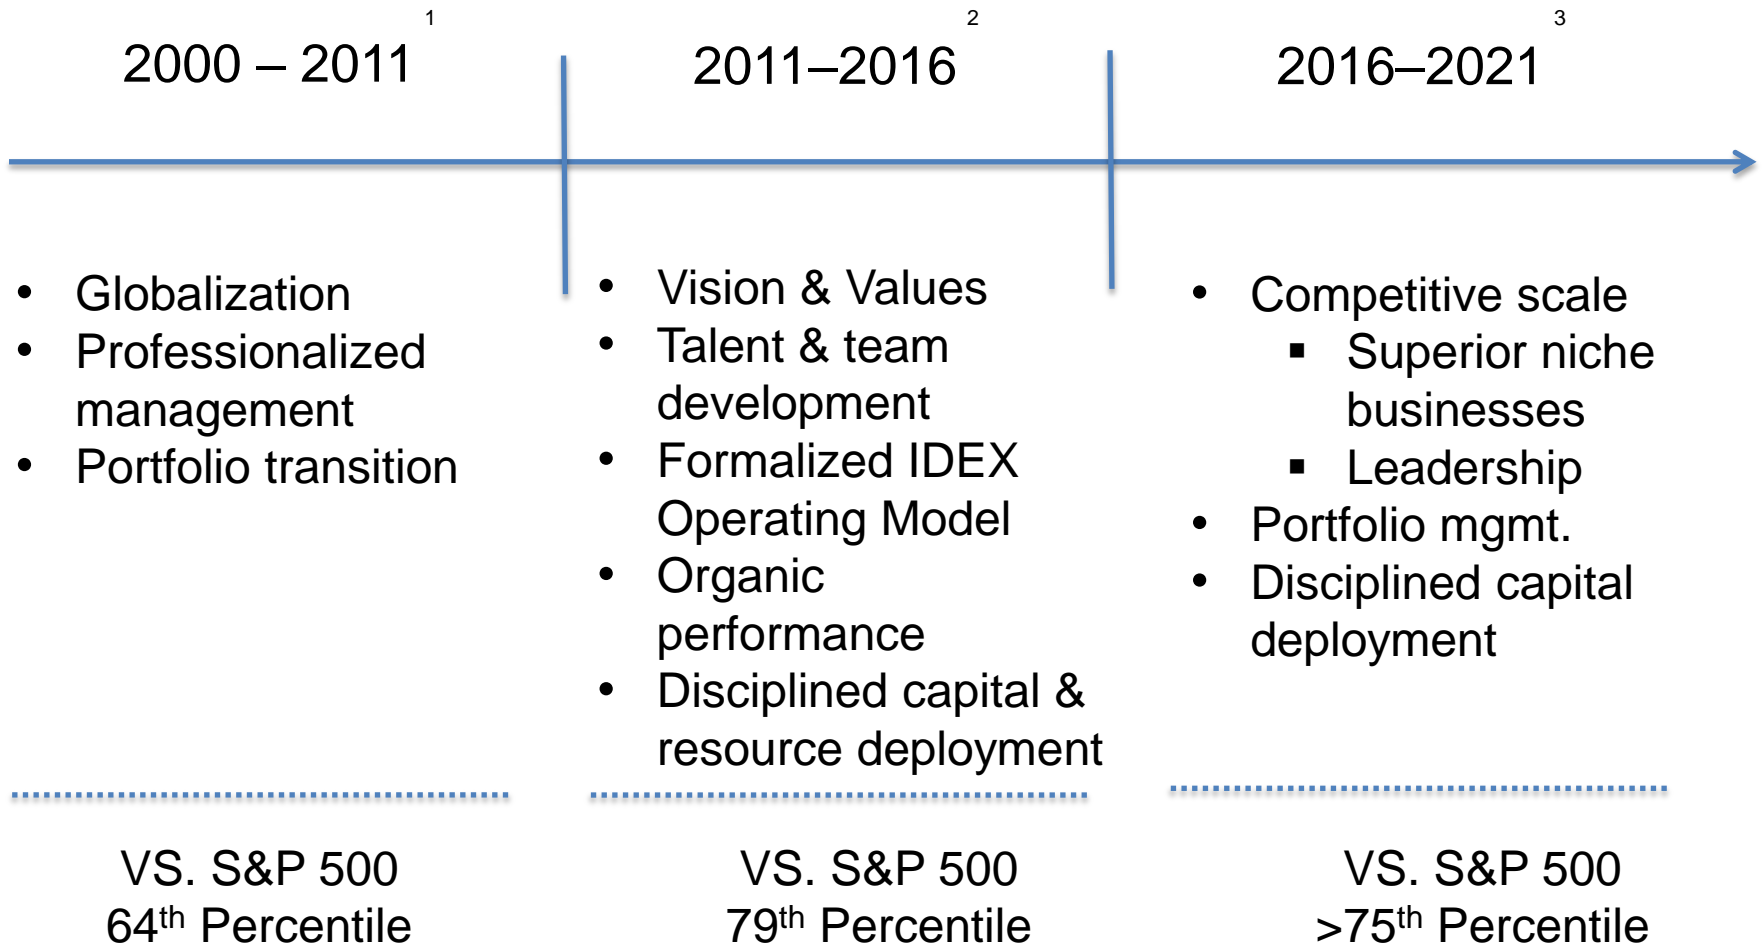 1
2000 – 2011
2
2011–2016
3
2016–2021
• Globalization
• Professionalized
management
• Portfolio transition
• Vision & Values
• Talent & team
development
• Formalized IDEX
Operating Model
• Organic
performance
• Disciplined capital &
resource deployment
• Competitive scale
▪ Superior niche
businesses
▪ Leadership
• Portfolio mgmt.
• Disciplined capital
deployment
VS. S&P 500
64th Percentile
VS. S&P 500
79th Percentile
VS. S&P 500
>75th Percentile